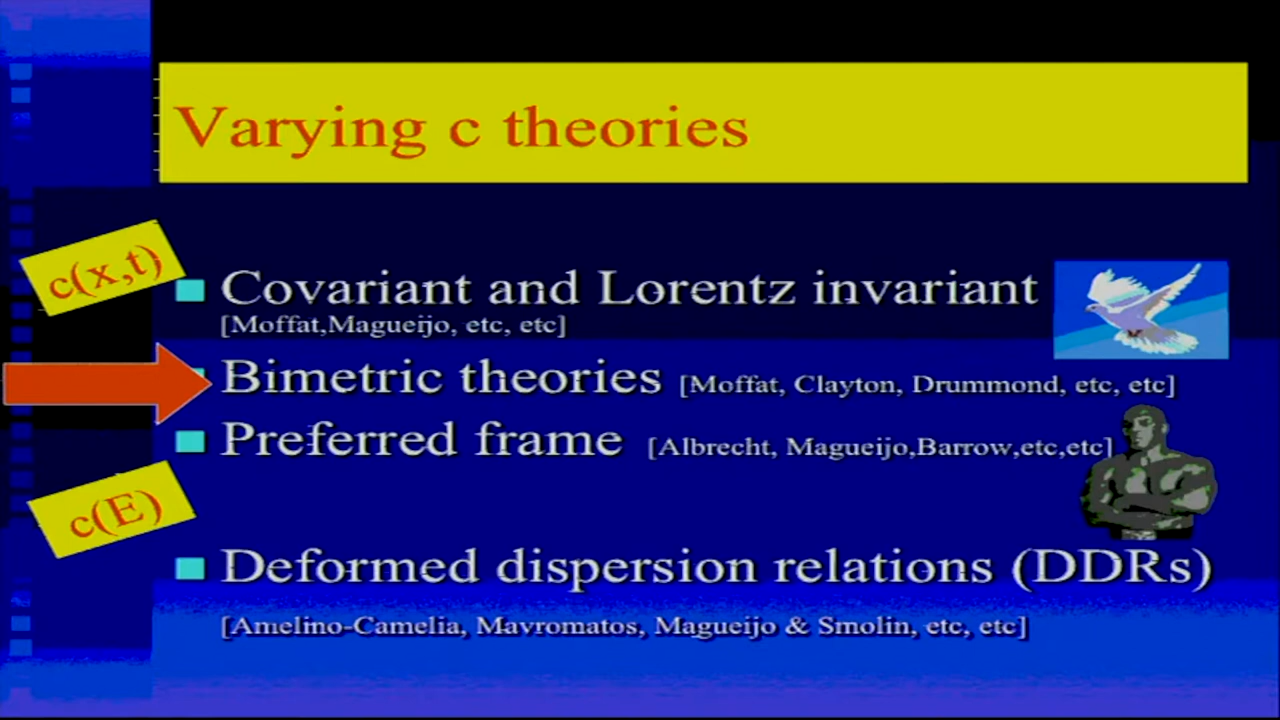 Varying c theories
c(x,t)
Covariant and Lorentz invariant
[Moffat,Magueijo, etc, etc]
Bimetric theories [Moffat, Clayton, Drummond, etc, etc]
Preferred frame [Albrecht, Magueijo,Barrow,etc,etc]
c(E)
Deformed dispersion relations (DDRs)
[Amelino-Camelia, Mavromatos, Magueijo & Smolin, etc, etc]